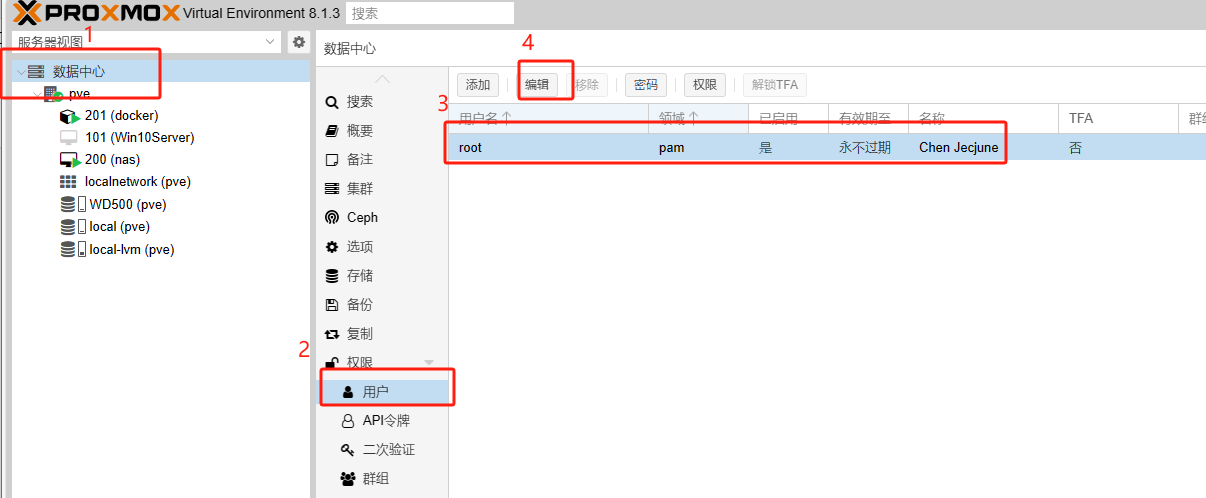 PROXMOX Virtual Environment 8.1.3 搜索
1
服务器视图
数据中心
pve
201 (docker)
101 (Win10Server)
200 (nas)
localnetwork (pve)
WD500 (pve)
local (pve)
local-lvm (pve)
数据中心
搜索
概要
备注
集群
Ceph
选项
存储
备份
复制
2
权限
用户
API令牌
二次验证
群组
4
添加 编辑 移除 密码 权限 解锁TFA
3
用户名 领域 已启用 有效期至 名称 TFA 群组
root pam 是 永不过期 Chen Jecjune 否